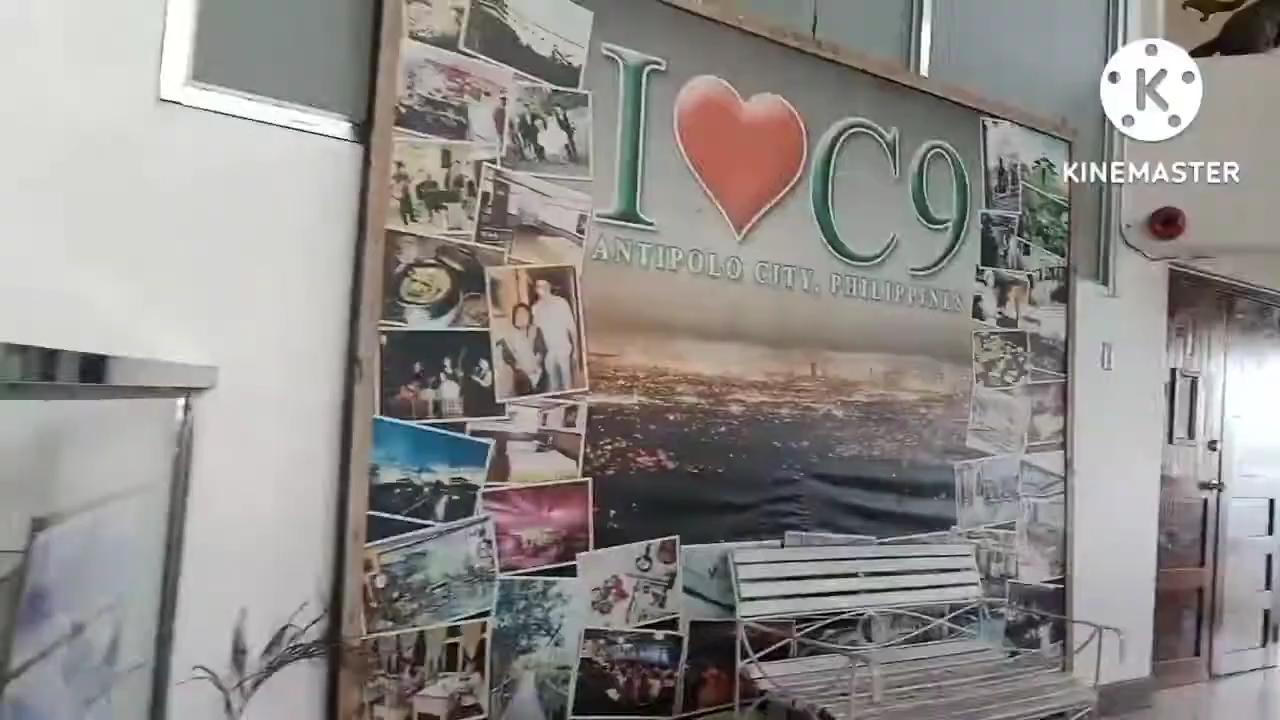 I ❤ C9
ANTIPOLO CITY, PHILIPPINES
K
KINEMASTER